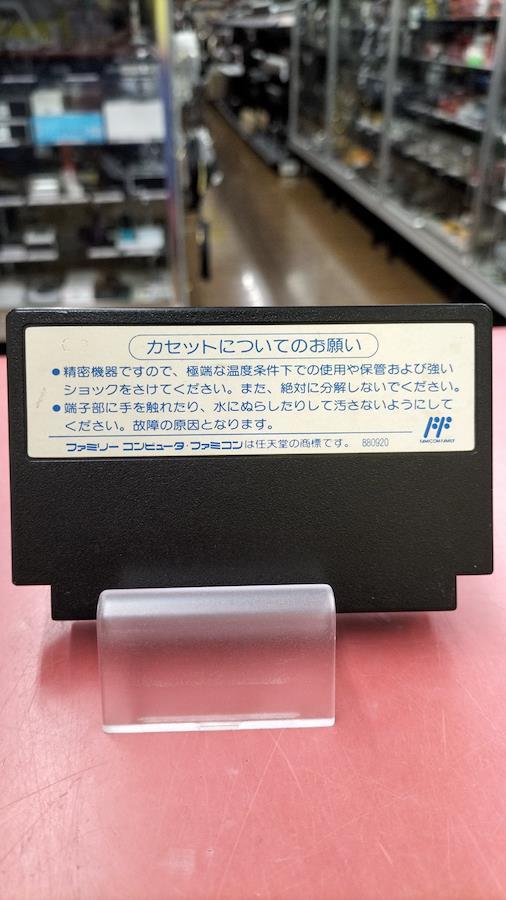 カセットについてのお願い
●精密機器ですので、極端な温度条件下での使用や保管および強い
ショックをさけてください。また、絶対に分解しないでください。
●端子部に手を触れたり、水にぬらしたりして汚さないようにして
ください。故障の原因となります。
ファミリーコンピュータ・ファミコンは任天堂の商標です。 880920
FAMICOM FAMILY